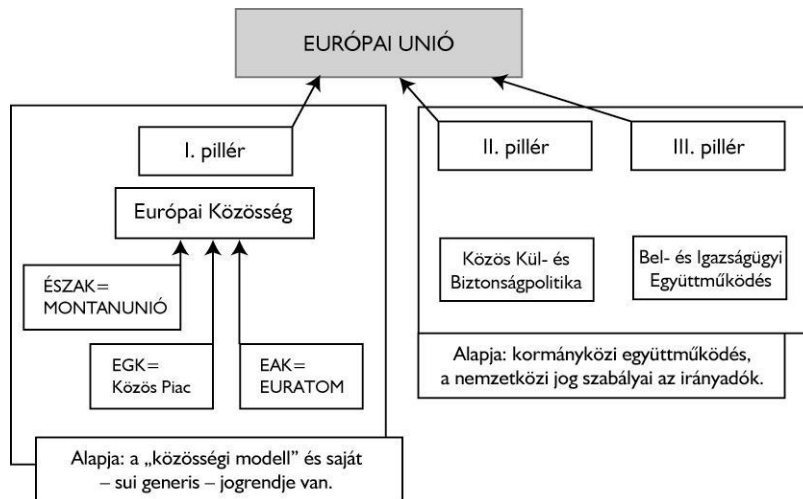 EURÓPAI UNIÓ
I. pillér
Európai Közösség
ÉSZAK=
MONTANUNIÓ
EGK=
Közös Piac
EAK=
EURATOM
Alapja: a „közösségi modell” és saját
– sui generis – jogrendje van.
II. pillér
III. pillér
Közös Kül- és
Biztonságpolitika
Bel- és Igazságügyi
Együttműködés
Alapja: kormányközi együttműködés,
a nemzetközi jog szabályai az irányadók.